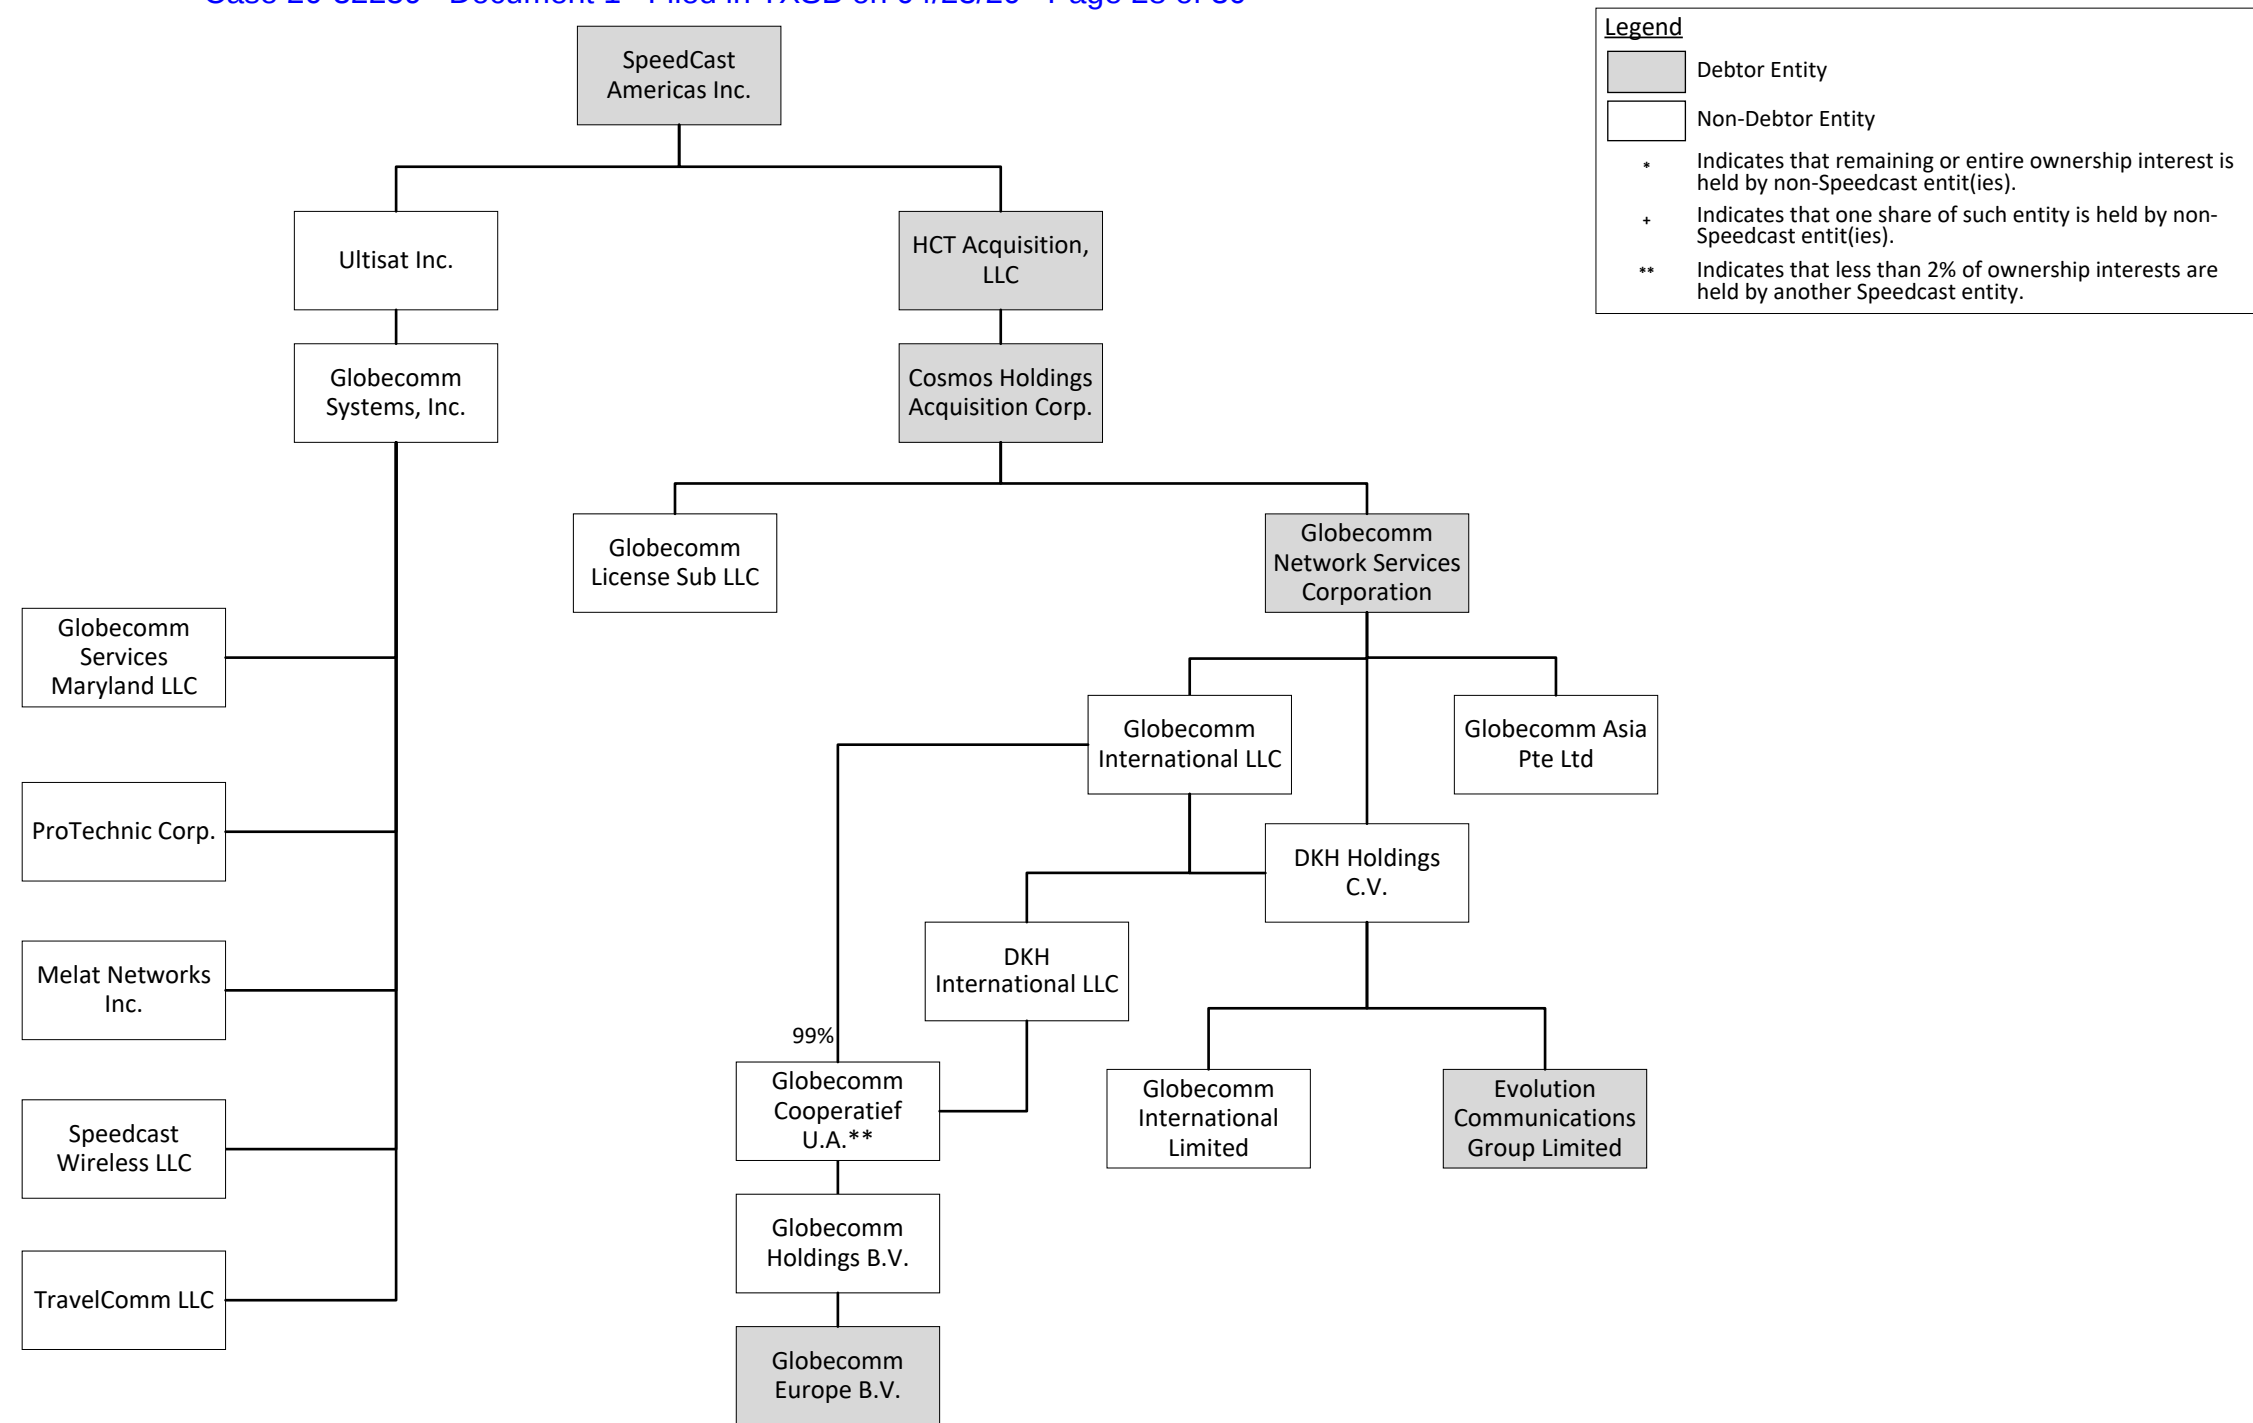 SpeedCast
Americas Inc.
Legend
Debtor Entity
Non-Debtor Entity
* Indicates that remaining or entire ownership interest is
held by non-Speedcast entit(ies).
+ Indicates that one share of such entity is held by non-
Speedcast entit(ies).
** Indicates that less than 2% of ownership interests are
held by another Speedcast entity.
Ultisat Inc.
HCT Acquisition,
LLC
Globecomm
Systems, Inc.
Cosmos Holdings
Acquisition Corp.
Globecomm
License Sub LLC
Globecomm
Network Services
Corporation
Globecomm
Services
Maryland LLC
Globecomm
International LLC
Globecomm Asia
Pte Ltd
ProTechnic Corp.
DKH Holdings
C.V.
Melat Networks
Inc.
DKH
International LLC
99%
Globecomm
Cooperatief
U.A.**
Globecomm
International
Limited
Evolution
Communications
Group Limited
Speedcast
Wireless LLC
Globecomm
Holdings B.V.
TravelComm LLC
Globecomm
Europe B.V.